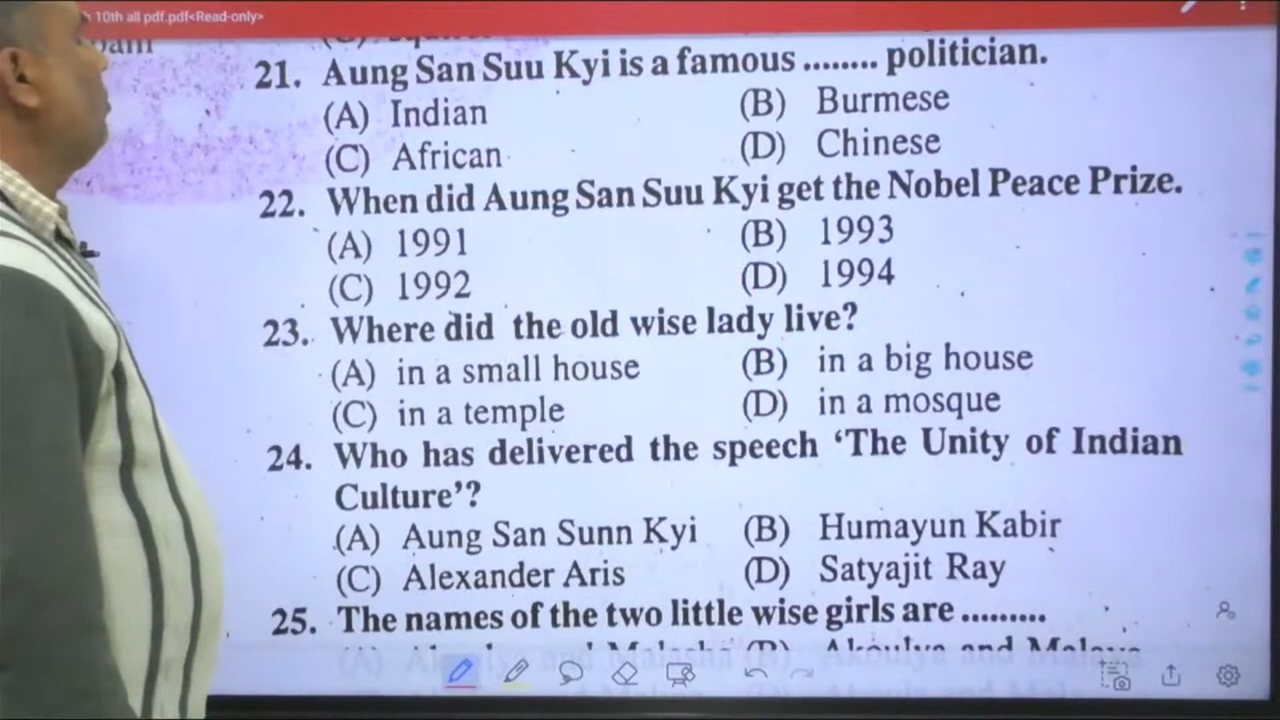 10th all pdf.pdf<Read-only>
21. Aung San Suu Kyi is a famous ........ politician.
(A) Indian (B) Burmese
(C) African (D) Chinese
22. When did Aung San Suu Kyi get the Nobel Peace Prize.
(A) 1991 (B) 1993
(C) 1992 (D) 1994
23. Where did the old wise lady live?
(A) in a small house (B) in a big house
(C) in a temple (D) in a mosque
24. Who has delivered the speech ‘The Unity of Indian
Culture’?
(A) Aung San Sunn Kyi (B) Humayun Kabir
(C) Alexander Aris (D) Satyajit Ray
25. The names of the two little wise girls are .........